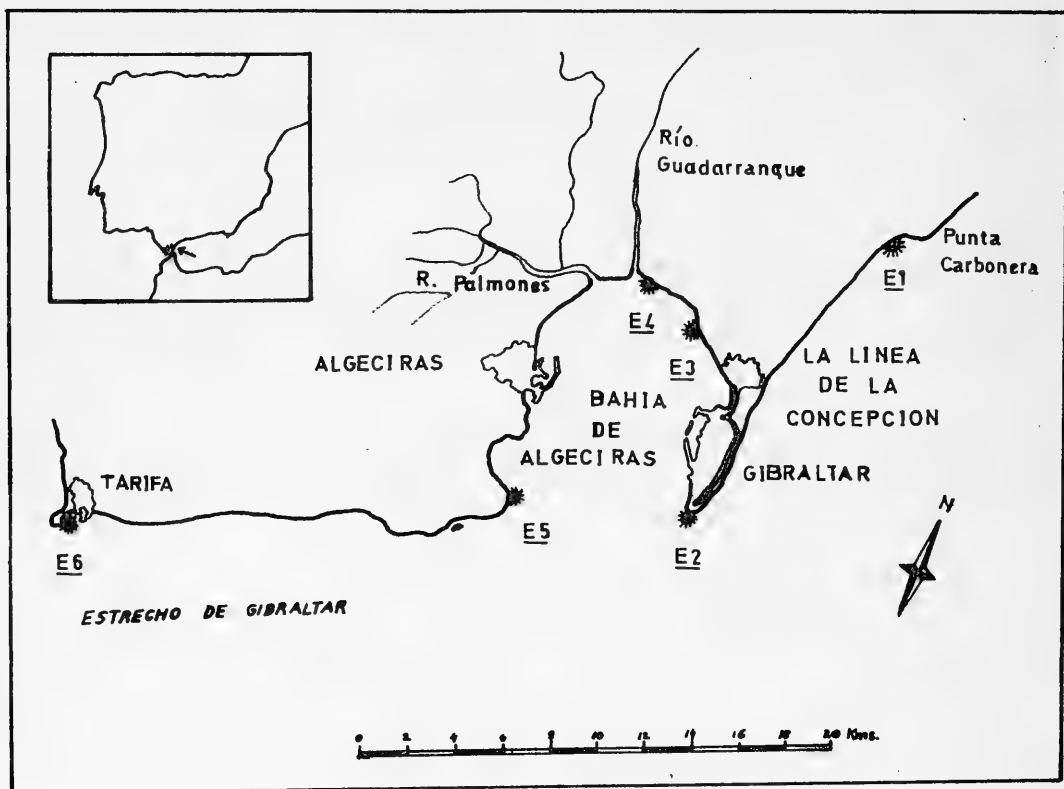 Río.
Guadarranque
Punta
Carbonera
E1
R. Palmones
E4
E3
ALGECIRAS
LA LINEA
DE LA
CONCEPCION
BAHIA
DE
ALGECIRAS
GIBRALTAR
TARIFA
E5
E2
E6
N
ESTRECHO DE GIBRALTAR
0 2 4 6 8 10 12 14 16 18 20 Kms.